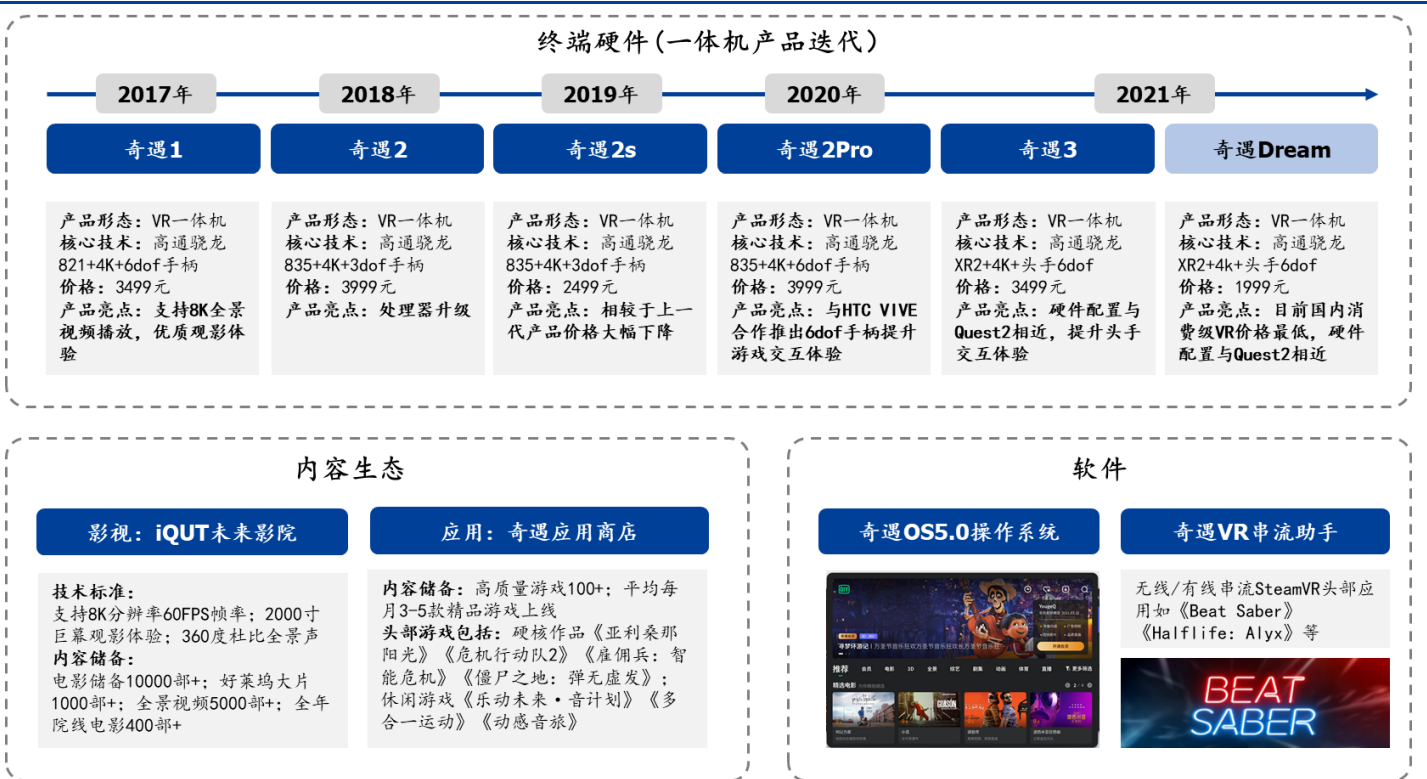 终端硬件(一体机产品迭代)
2017年
2018年
2019年
2020年
2021年
奇遇1
奇遇2
奇遇2s
奇遇2Pro
奇遇3
奇遇Dream
产品形态：VR一体机
核心技术：高通骁龙
821+4K+6dof手柄
价格：3499元
产品亮点：支持8K全景
视频播放，优质观影体
验
产品形态：VR一体机
核心技术：高通骁龙
835+4K+3dof手柄
价格：3999元
产品亮点：处理器升级
产品形态：VR一体机
核心技术：高通骁龙
835+4K+3dof手柄
价格：2499元
产品亮点：相较于上一
代产品价格大幅下降
产品形态：VR一体机
核心技术：高通骁龙
835+4K+6dof手柄
价格：3999元
产品亮点：与HTC VIVE
合作推出6dof手柄提升
游戏交互体验
产品形态：VR一体机
核心技术：高通骁龙
XR2+4K+头手6dof
价格：3499元
产品亮点：硬件配置与
Quest2相近，提升头手
交互体验
产品形态：VR一体机
核心技术：高通骁龙
XR2+4k+头手6dof
价格：1999元
产品亮点：目前国内消
费级VR价格最低，硬件
配置与Quest2相近
内容生态
影视：iQUT未来影院
技术标准：
支持8K分辨率60FPS帧率；2000寸
巨幕观影体验；360度杜比全景声
内容储备：
电影储备10000部+；好莱坞大片
1000部+；全景视频5000部+；全年
院线电影400部+
应用：奇遇应用商店
内容储备：高质量游戏100+；平均每
月3-5款精品游戏上线
头部游戏包括：硬核作品《亚利桑那
阳光》《危机行动队2》《雇佣兵：智
能危机》《僵尸之地：弹无虚发》；
休闲游戏《乐动未来·音计划》《多
合一运动》《动感音旅》
软件
奇遇OS5.0操作系统
推荐 会员 电影 3D 全景 综艺 剧集 动画 体育 直播 更多筛选
精选电影
奇遇VR串流助手
无线/有线串流SteamVR头部应
用如《Beat Saber》
《Halflife：Alyx》等
BEAT
SABER